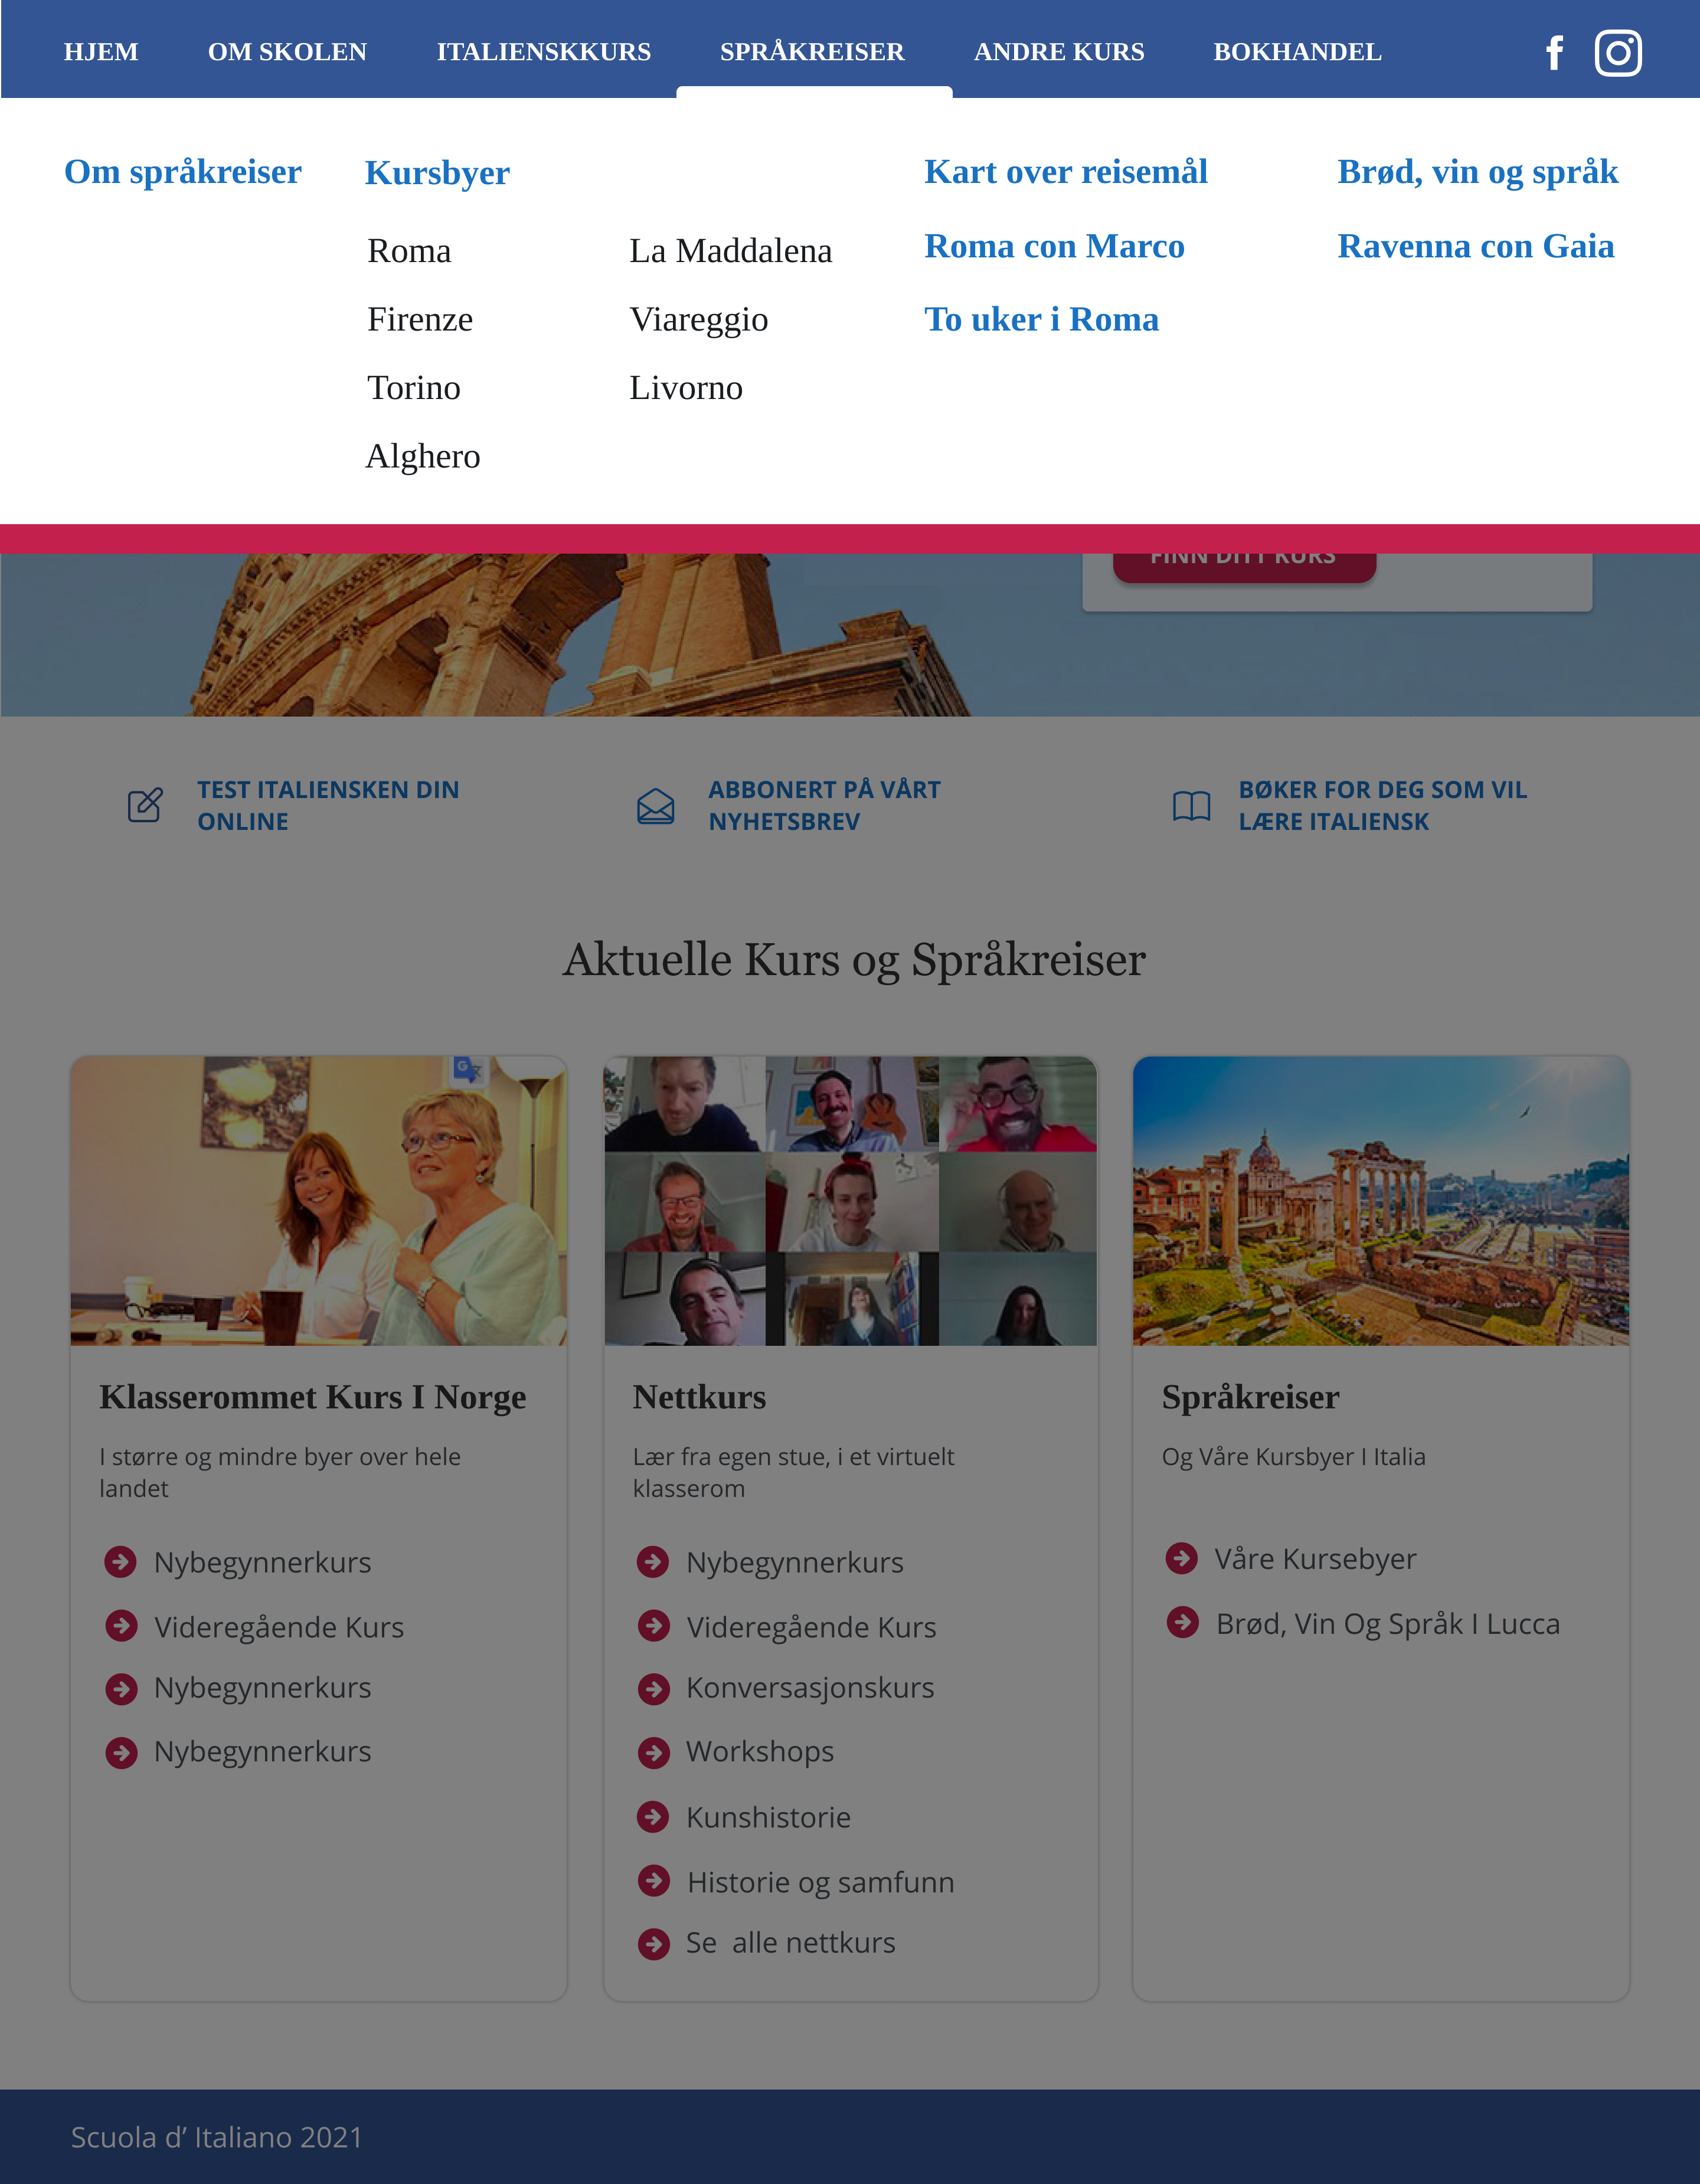 HJEM OM SKOLEN ITALIENSKKURS SPRÅKREISER ANDRE KURS BOKHANDEL
Om språkreiser
Kursbyer
Roma
Firenze
Torino
Alghero
La Maddalena
Viareggio
Livorno
Kart over reisemål
Roma con Marco
To uker i Roma
Brød, vin og språk
Ravenna con Gaia
FINN DITT KURS
TEST ITALIENSKEN DIN
ONLINE
ABBONERT PÅ VÅRT
NYHETSBREV
BØKER FOR DEG SOM VIL
LÆRE ITALIENSK
Aktuelle Kurs og Språkreiser
Klasserommet Kurs I Norge
I større og mindre byer over hele
landet
Nybegynnerkurs
Videregående Kurs
Nybegynnerkurs
Nybegynnerkurs
Nettkurs
Lær fra egen stue, i et virtuelt
klasserom
Nybegynnerkurs
Videregående Kurs
Konversasjonskurs
Workshops
Kunshistorie
Historie og samfunn
Se  alle nettkurs
Språkreiser
Og Våre Kursbyer I Italia
Våre Kursebyer
Brød, Vin Og Språk I Lucca
Scuola d’ Italiano 2021